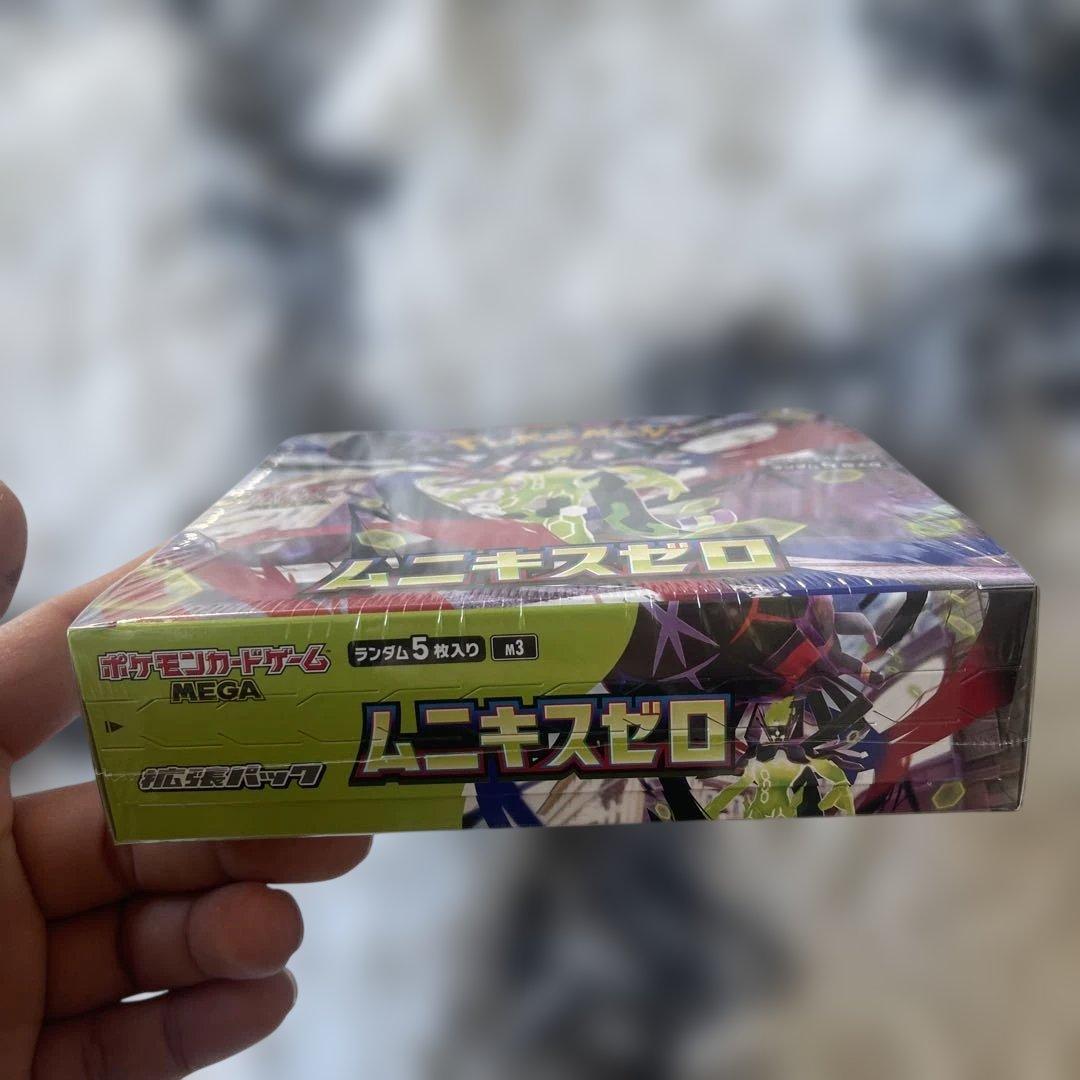 ムニキスゼロ
ポケモンカードゲーム
MEGA
ランダム5枚入り
M3
ムニキスゼロ
拡張パック